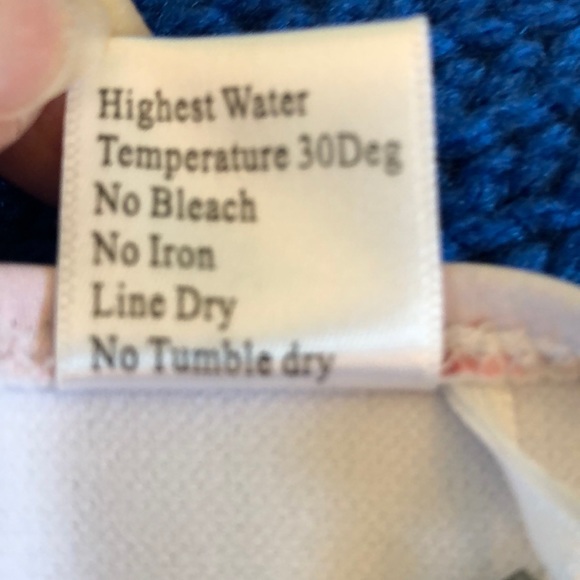 Highest Water
Temperature 30Deg
No Bleach
No Iron
Line Dry
No Tumble dry